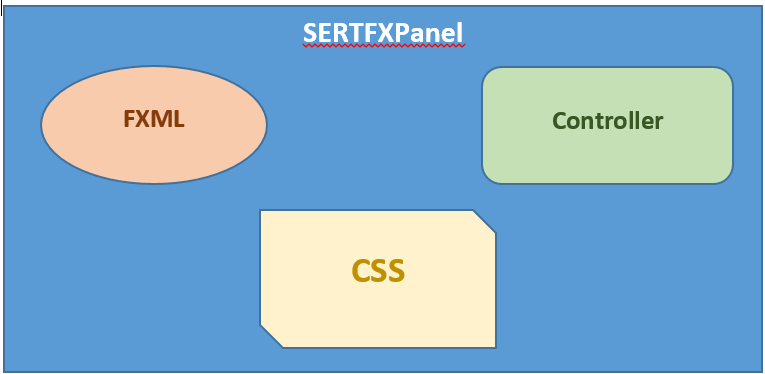 SERTFXPanel
FXML
Controller
CSS